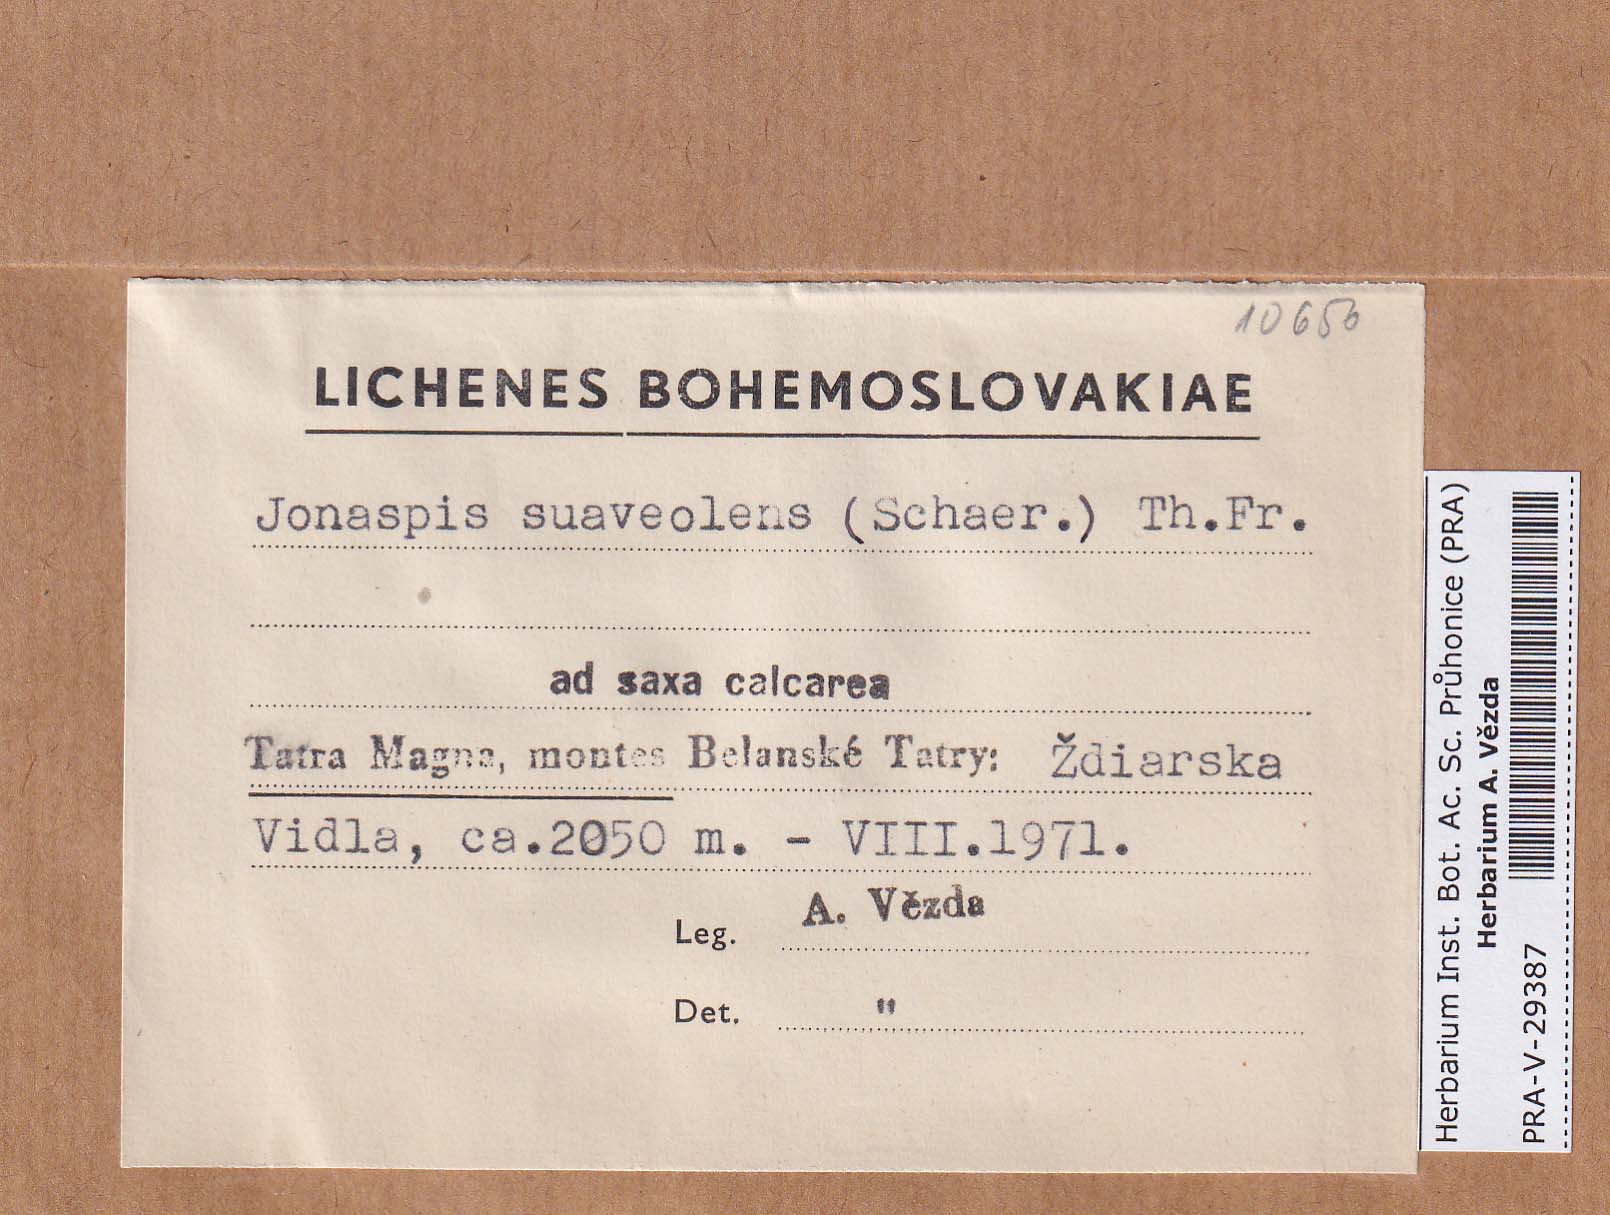 10656
LICHENES BOHEMOSLOVAKIAE
Jonaspis suaveolens (Schaer.) Th.Fr.
ad saxa calcarea
Tatra Magna, montes Belanské Tatry: Ždiarska
Vidla, ca.2050 m. - VIII.1971.
Leg. A. Vězda
Det. "
Herbarium Inst. Bot. Ac. Sc. Průhonice (PRA)
Herbarium A. Vězda
PRA-V-29387